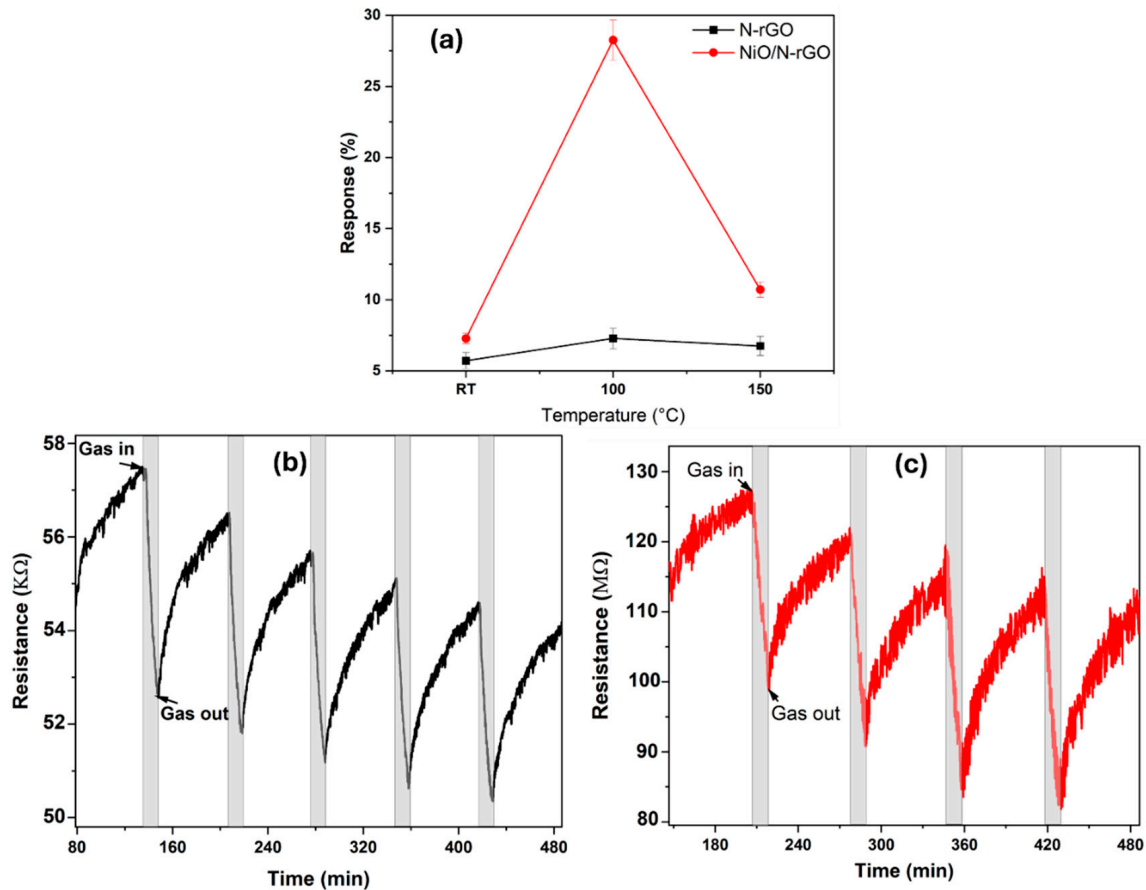 (a)
N-rGO
NiO/N-rGO
30
25
20
15
10
5
Response (%)
RT 100 150
Temperature (°C)
(b)
Gas in
Gas out
58
56
54
52
50
Resistance (KΩ)
80 160 240 320 400 480
Time (min)
(c)
Gas in
Gas out
130
120
110
100
90
80
Resistance (MΩ)
180 240 300 360 420 480
Time (min)